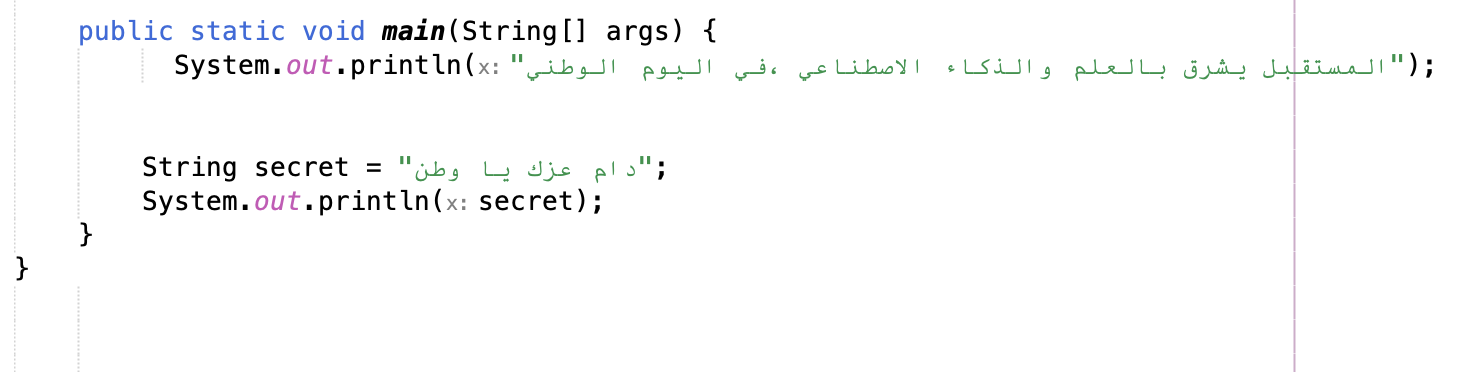 public static void main(String[] args) {
System.out.println(x: "المستقبل يشرق بالعلم والذكاء الاصطناعي ،في اليوم الوطني");
String secret = "دام عزك يا وطن";
System.out.println(x: secret);
}
}